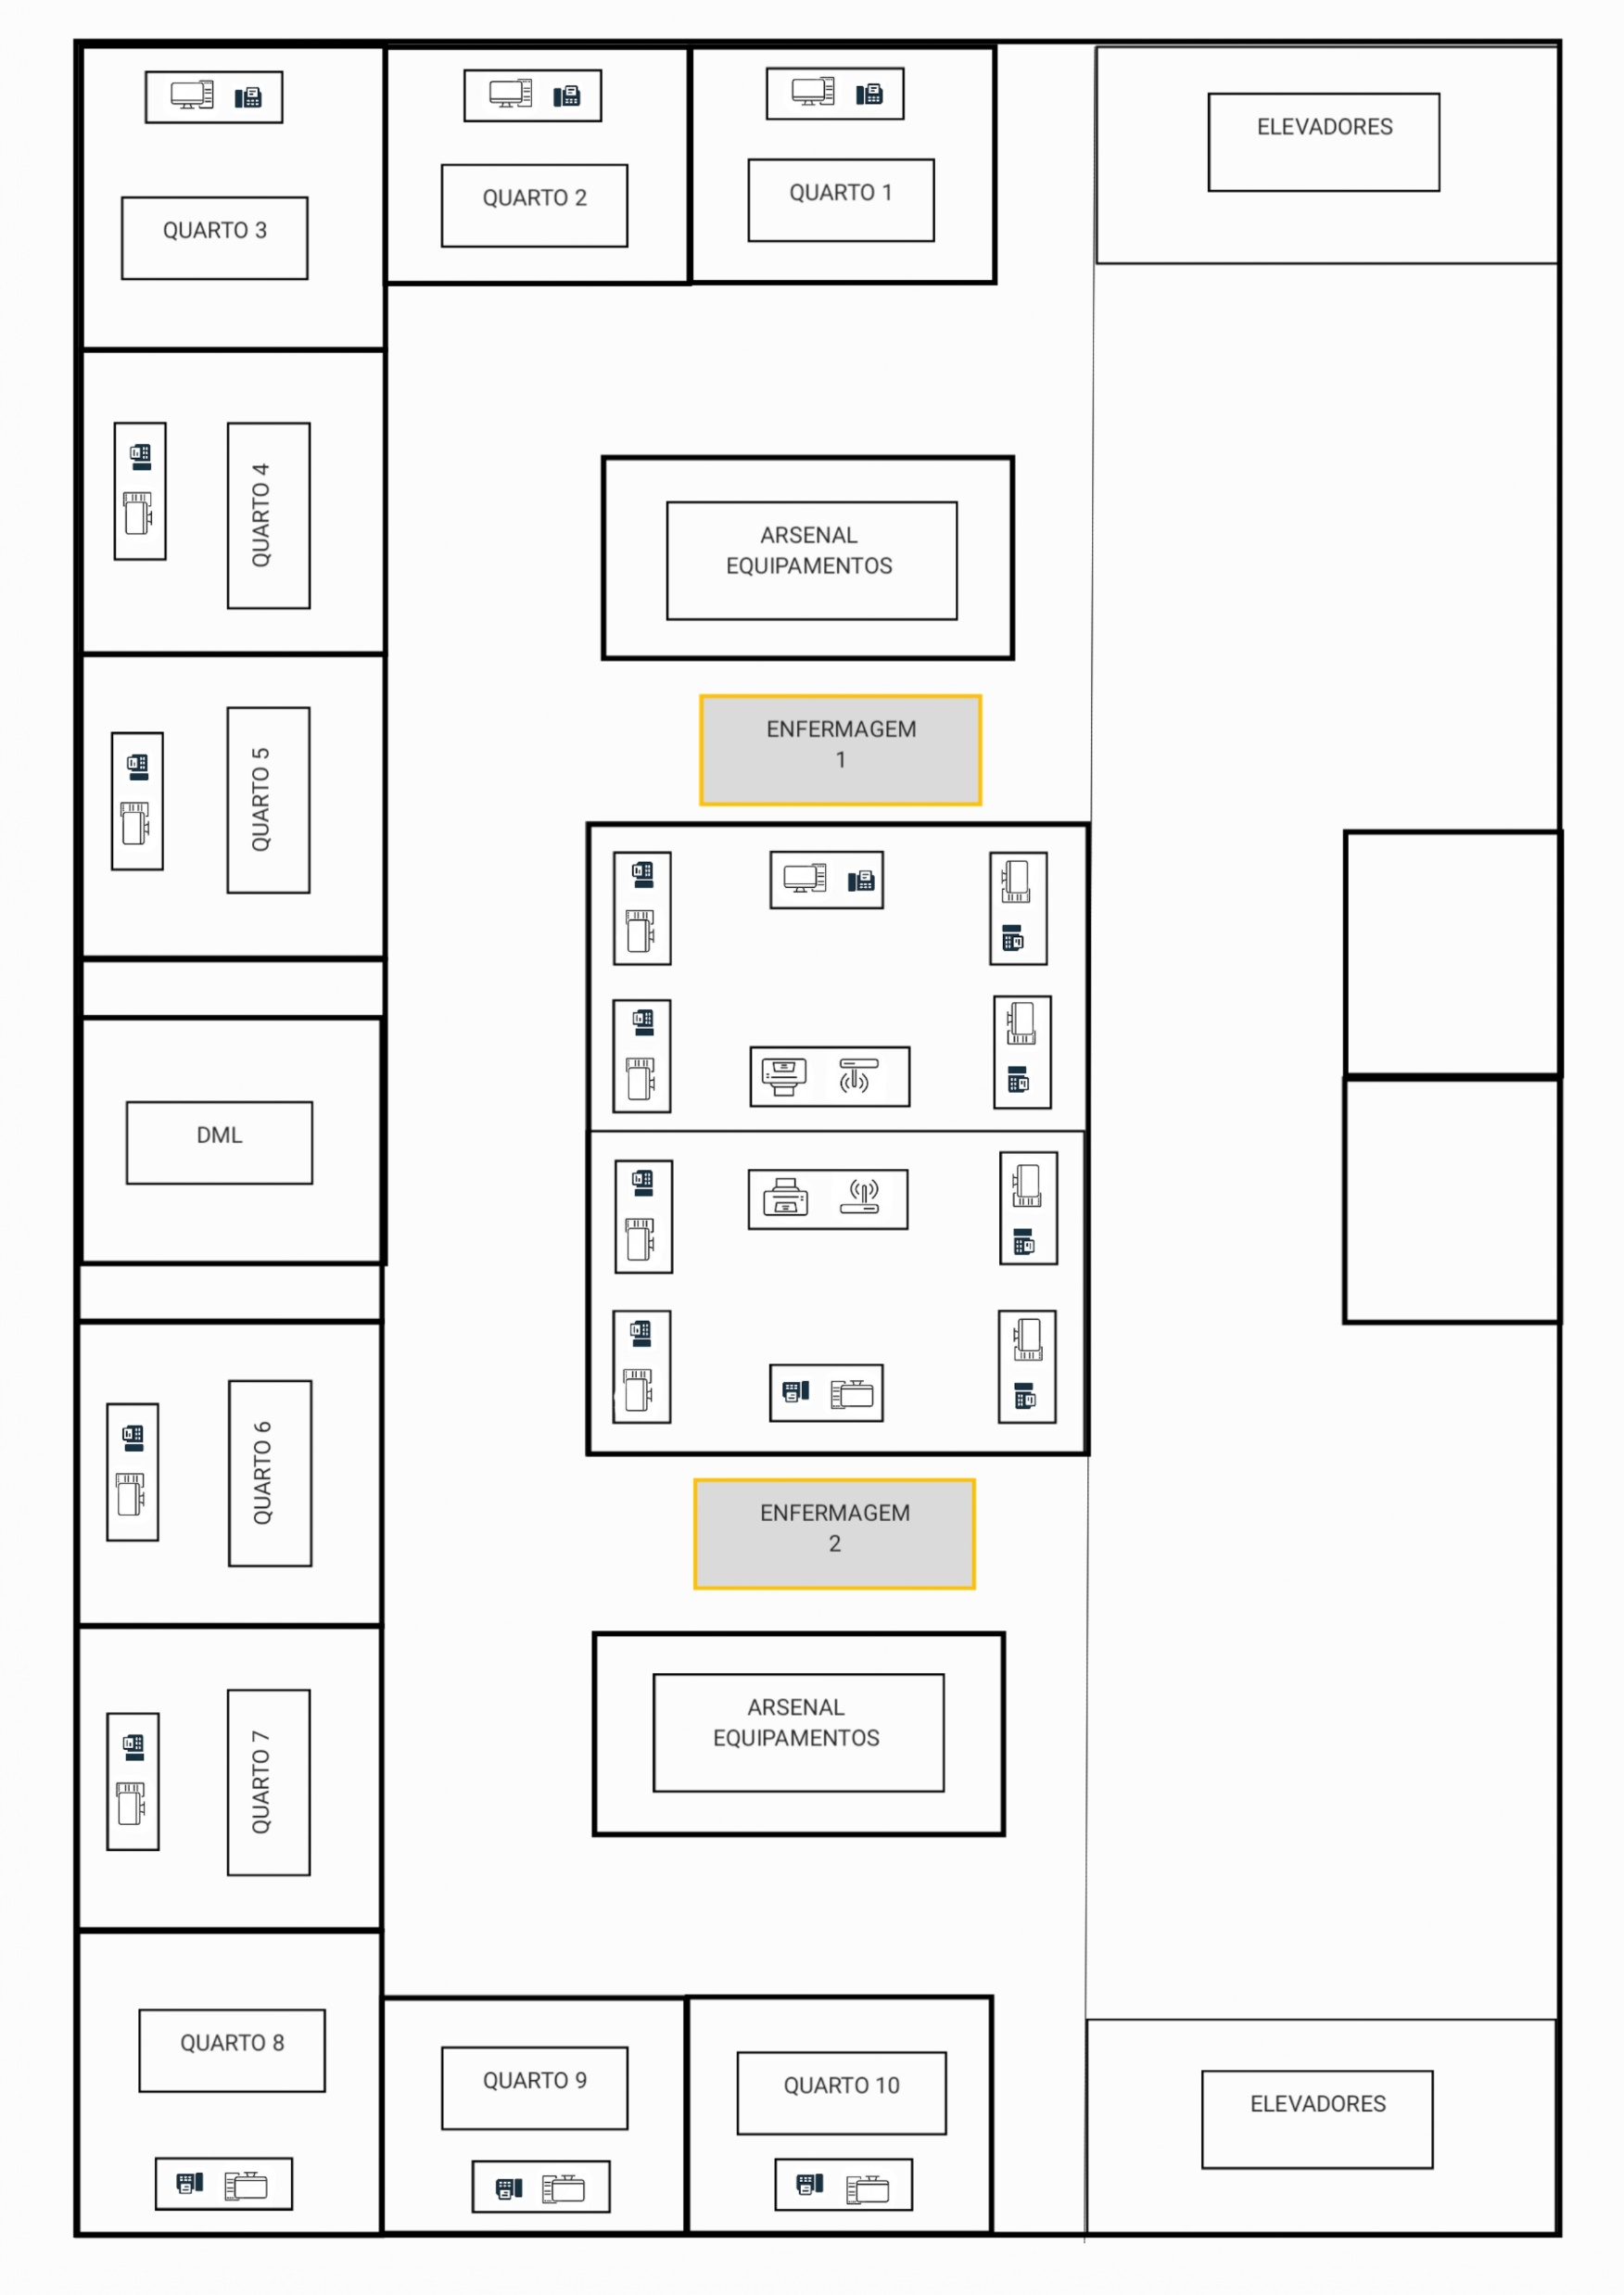 ELEVADORES
QUARTO 3
QUARTO 2
QUARTO 1
QUARTO 4
ARSENAL
EQUIPAMENTOS
QUARTO 5
ENFERMAGEM
1
DML
QUARTO 6
ENFERMAGEM
2
QUARTO 7
ARSENAL
EQUIPAMENTOS
QUARTO 8
QUARTO 9
QUARTO 10
ELEVADORES